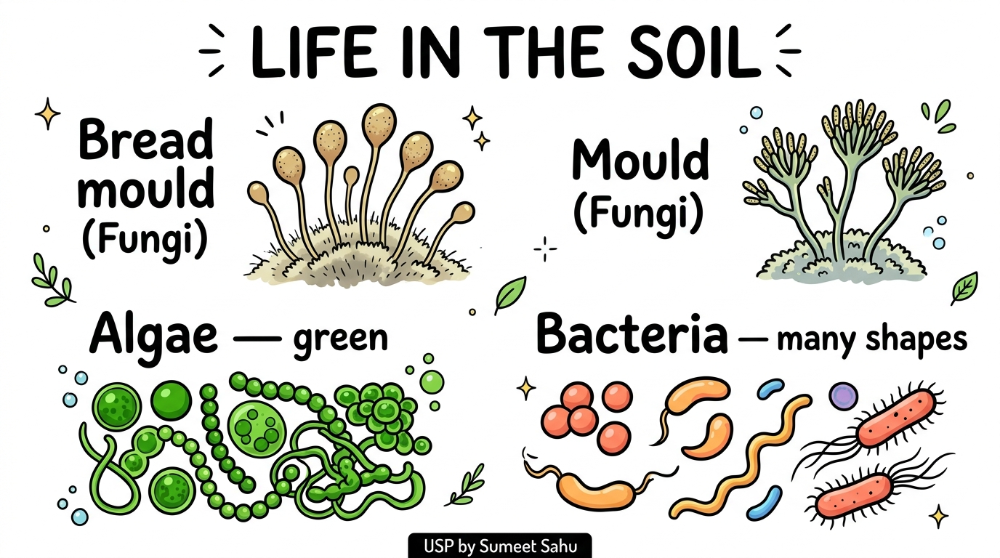 LIFE IN THE SOIL
Bread
mould
(Fungi)
Mould
(Fungi)
Algae — green
Bacteria — many shapes
USP by Sumeet Sahu